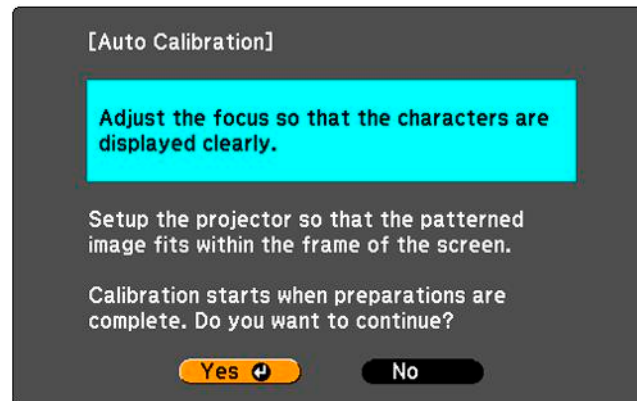 [Auto Calibration]
Adjust the focus so that the characters are
displayed clearly.
Setup the projector so that the patterned
image fits within the frame of the screen.
Calibration starts when preparations are
complete. Do you want to continue?
Yes
No